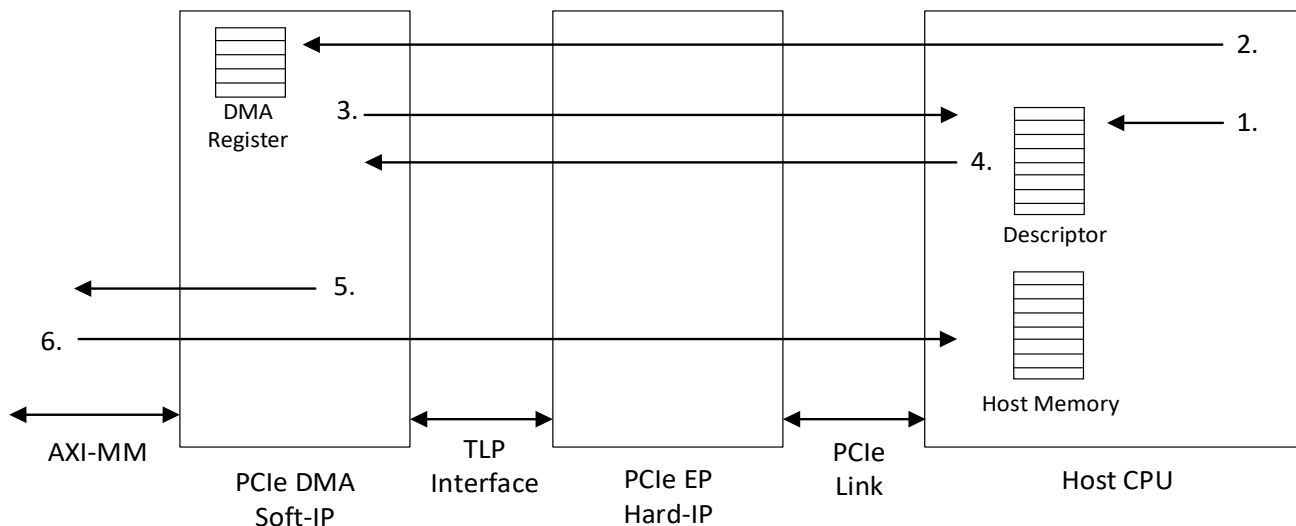 2.
DMA
Register
3.
1.
4.
Descriptor
5.
6.
Host Memory
AXI-MM
TLP
Interface
PCIe
Link
PCIe DMA
Soft-IP
PCIe EP
Hard-IP
Host CPU